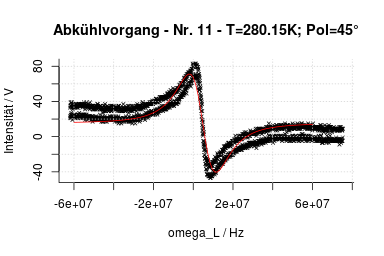 Abkühlvorgang - Nr. 11 - T=280.15K; Pol=45°
Intensität / V
80
40
0
-40
-6e+07 -2e+07 2e+07 6e+07
omega_L / Hz